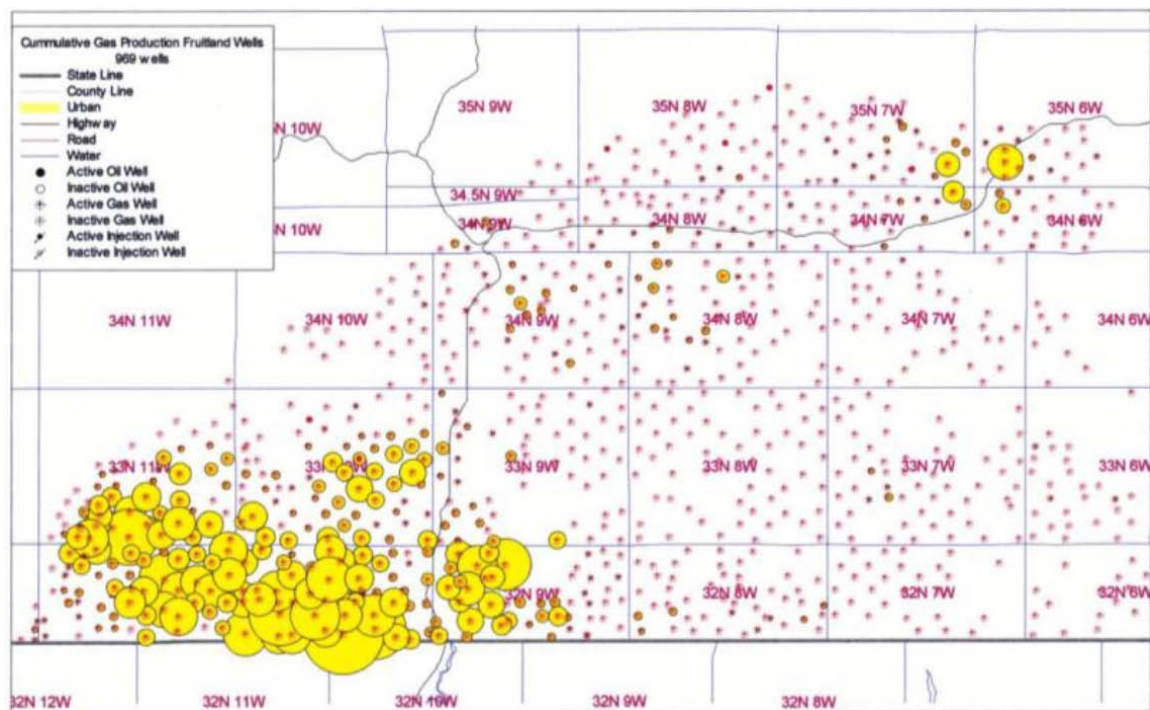 Cummulative Gas Production Fruitland Wells
969 wells
State Line
County Line
Urban
Highway
Road
Water
Active Oil Well
Inactive Oil Well
Active Gas Well
Inactive Gas Well
Active Injection Well
Inactive Injection Well
35N 9W
35N 8W
35N 7W
35N 6W
N 10W
34.5N 9W
34N 9W
34N 8W
34N 7W
34N 6W
N 10W
34N 11W
34N 10W
34N 9W
34N 8W
34N 7W
34N 6W
33N 11W
33N
33N 9W
33N 8W
33N 7W
33N 6W
32N 9W
32N 8W
32N 7W
32N 6W
32N 12W
32N 11W
32N 10W
32N 9W
32N 8W